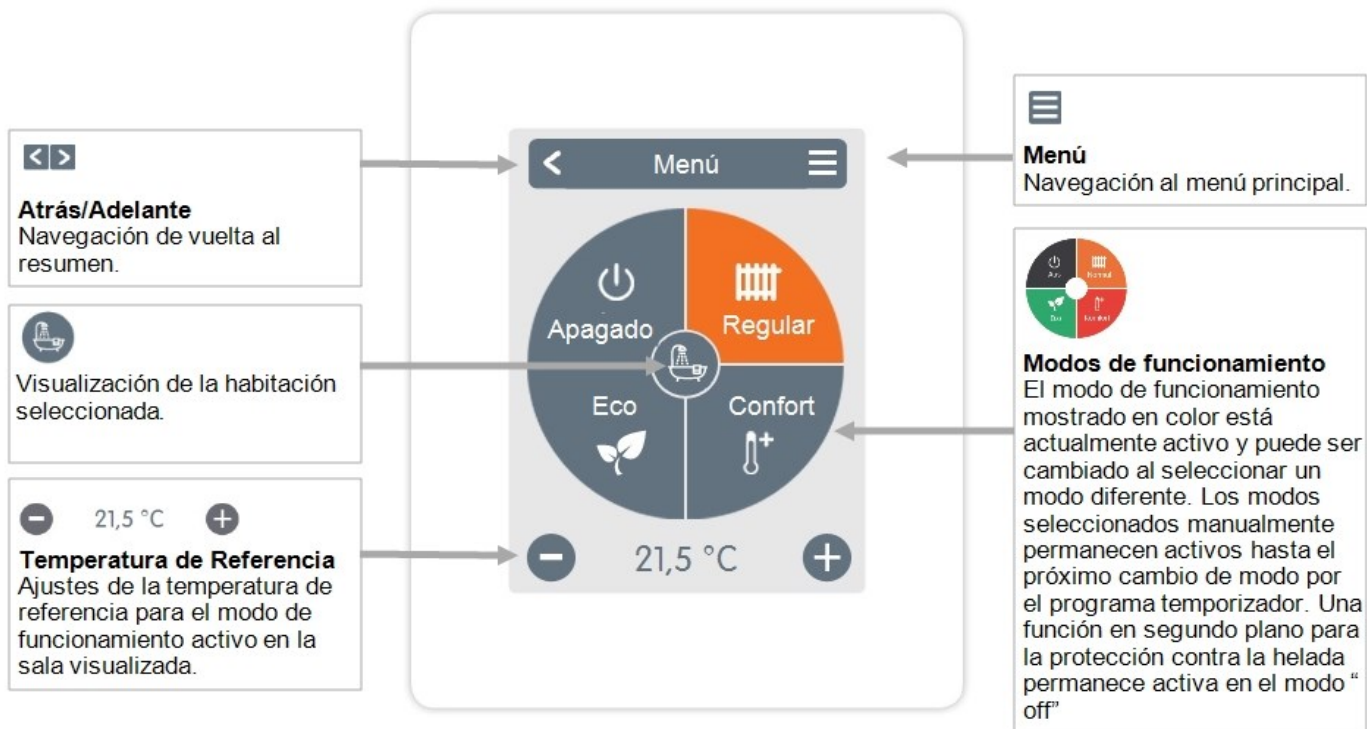 Atrás/Adelante
Navegación de vuelta al
resumen.
Visualización de la habitación
seleccionada.
21,5 °C
Temperatura de Referencia
Ajustes de la temperatura de
referencia para el modo de
funcionamiento activo en la
sala visualizada.
Menú
Apagado
Regular
Eco
Confort
21,5 °C
Menú
Navegación al menú principal.
Aus
Normal
Eco
Komfort
Modos de funcionamiento
El modo de funcionamiento
mostrado en color está
actualmente activo y puede ser
cambiado al seleccionar un
modo diferente. Los modos
seleccionados manualmente
permanecen activos hasta el
próximo cambio de modo por
el programa temporizador. Una
función en segundo plano para
la protección contra la helada
permanece activa en el modo “
off”